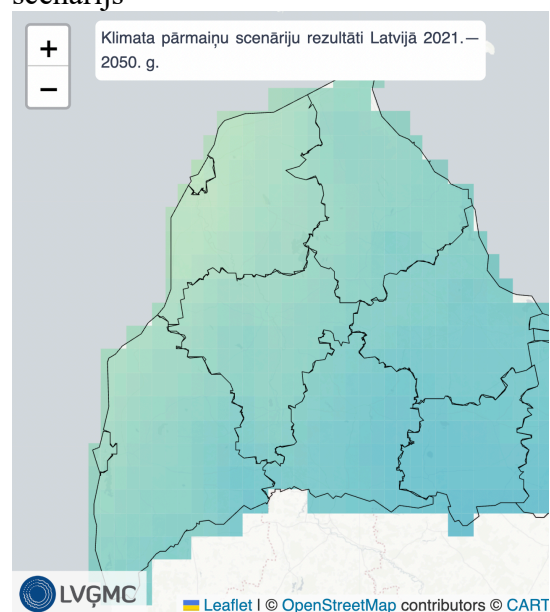 scenārijs
+
Klimata pārmaiņu scenāriju rezultāti Latvijā 2021.—
2050. g.
−
LVĢMC
Leaflet | © OpenStreetMap contributors © CART